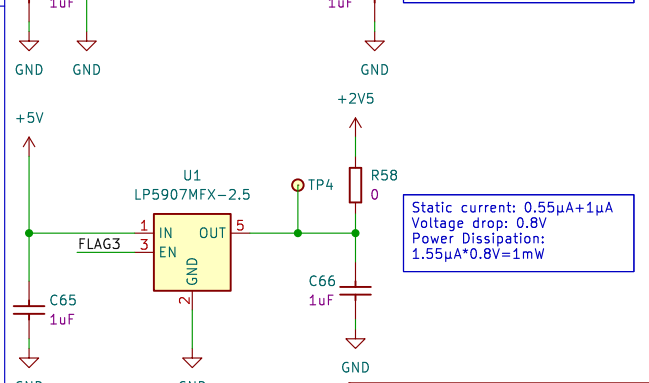 1uF
1uF
GND
GND
GND
+5V
+2V5
U1
LP5907MFX-2.5
TP4
R58
0
Static current: 0.55µA+1µA
Voltage drop: 0.8V
Power Dissipation:
1.55µA*0.8V=1mW
1
IN
OUT
5
FLAG3
3
EN
GND
2
C65
1uF
C66
1uF
GND
GND
GND